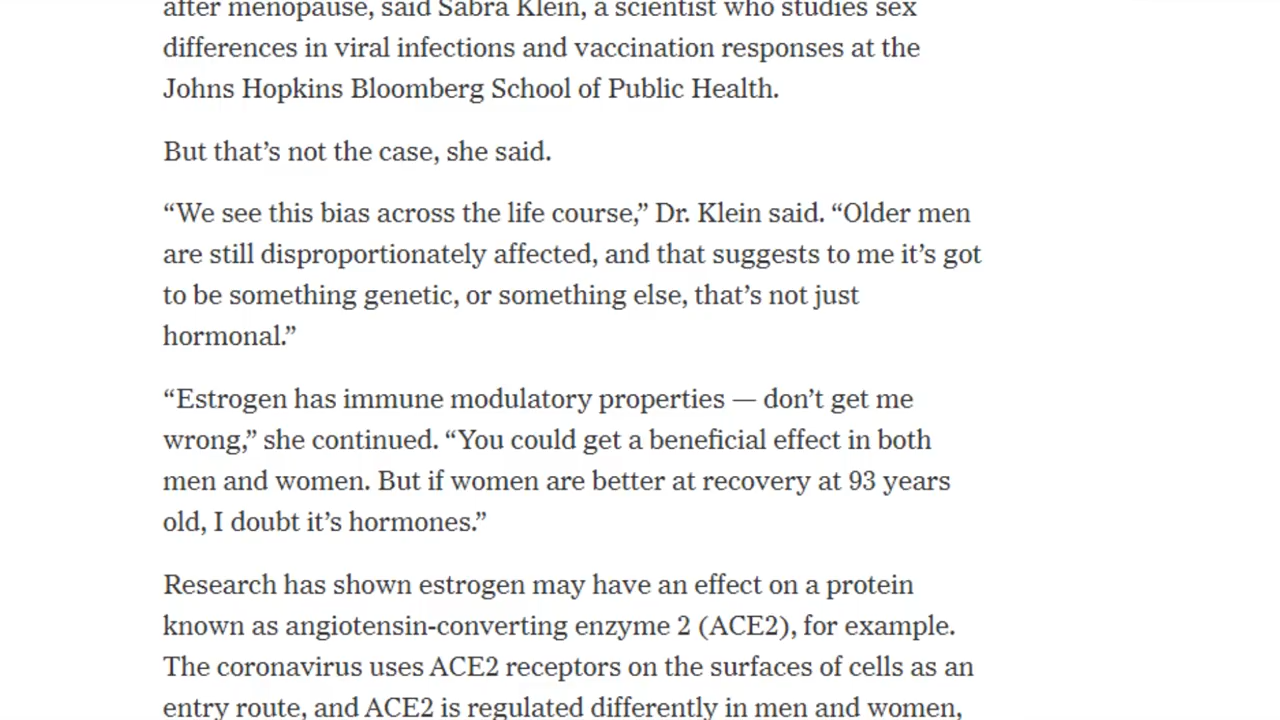 after menopause, said Sabra Klein, a scientist who studies sex
differences in viral infections and vaccination responses at the
Johns Hopkins Bloomberg School of Public Health.
But that’s not the case, she said.
“We see this bias across the life course,” Dr. Klein said. “Older men
are still disproportionately affected, and that suggests to me it’s got
to be something genetic, or something else, that’s not just
hormonal.”
“Estrogen has immune modulatory properties — don’t get me
wrong,” she continued. “You could get a beneficial effect in both
men and women. But if women are better at recovery at 93 years
old, I doubt it’s hormones.”
Research has shown estrogen may have an effect on a protein
known as angiotensin-converting enzyme 2 (ACE2), for example.
The coronavirus uses ACE2 receptors on the surfaces of cells as an
entry route, and ACE2 is regulated differently in men and women,